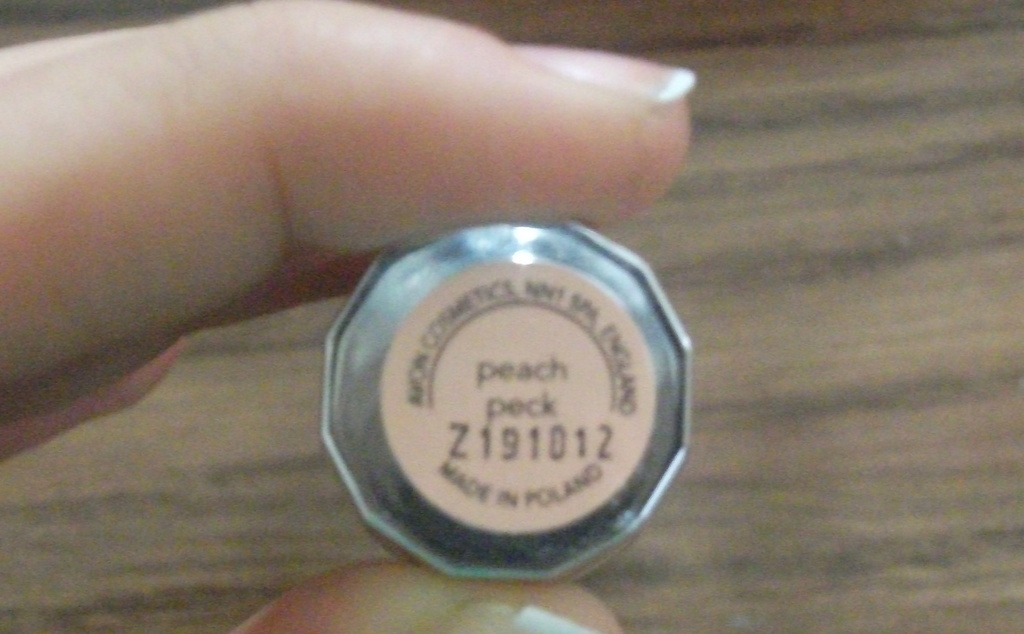 AVON COSMETICS, NN1 5PA, ENGLAND
peach
peck
Z191012
MADE IN POLAND